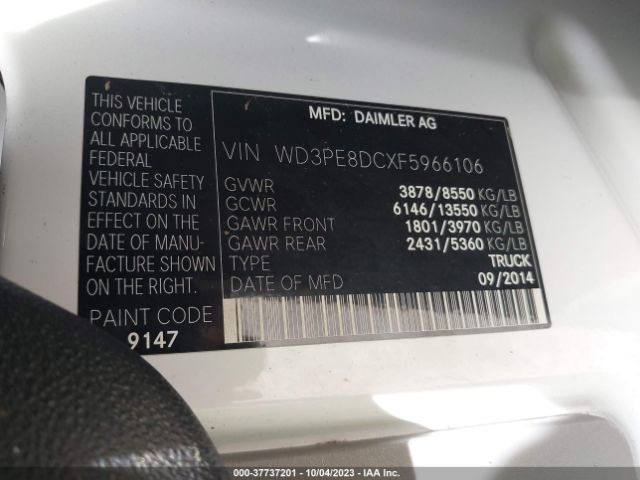 THIS VEHICLE
CONFORMS TO
ALL APPLICABLE
FEDERAL
VEHICLE SAFETY
STANDARDS IN
EFFECT ON THE
DATE OF MANU-
FACTURE SHOWN
ON THE RIGHT.
PAINT CODE
9147
MFD: DAIMLER AG
VIN WD3PE8DCXF5966106
GVWR 3878/8550 KG/LB
GCWR 6146/13550 KG/LB
GAWR FRONT 1801/3970 KG/LB
GAWR REAR 2431/5360 KG/LB
TYPE TRUCK
DATE OF MFD 09/2014
000-37737201 - 10/04/2023 - IAA Inc.